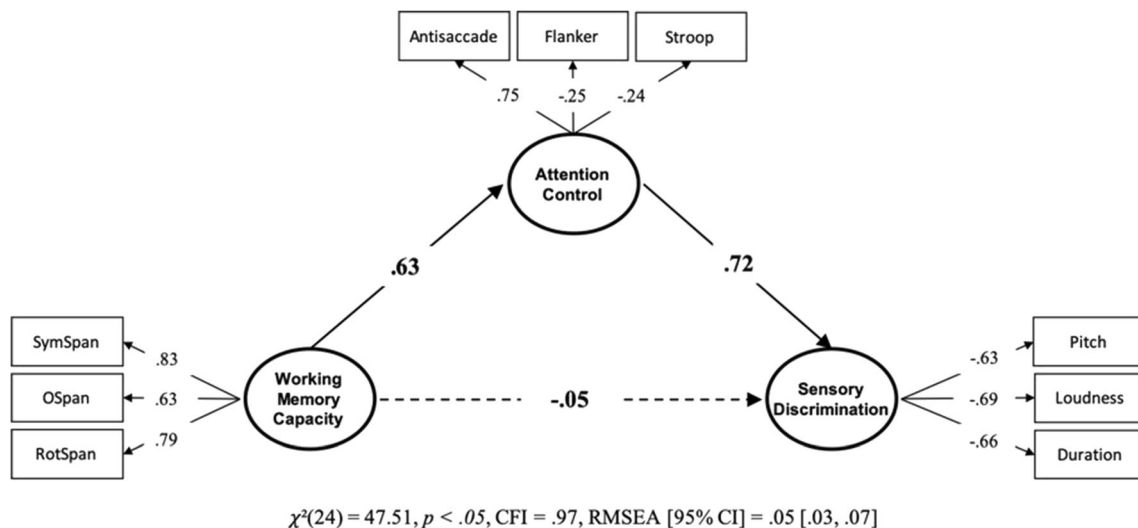 Antisaccade
Flanker
Stroop
.75
-.25
-.24
Attention
Control
.63
.72
SymSpan
OSpan
RotSpan
.83
.63
.79
Working
Memory
Capacity
-.05
Sensory
Discrimination
-.63
-.69
-.66
Pitch
Loudness
Duration
χ²(24) = 47.51, p < .05, CFI = .97, RMSEA [95% CI] = .05 [.03, .07]